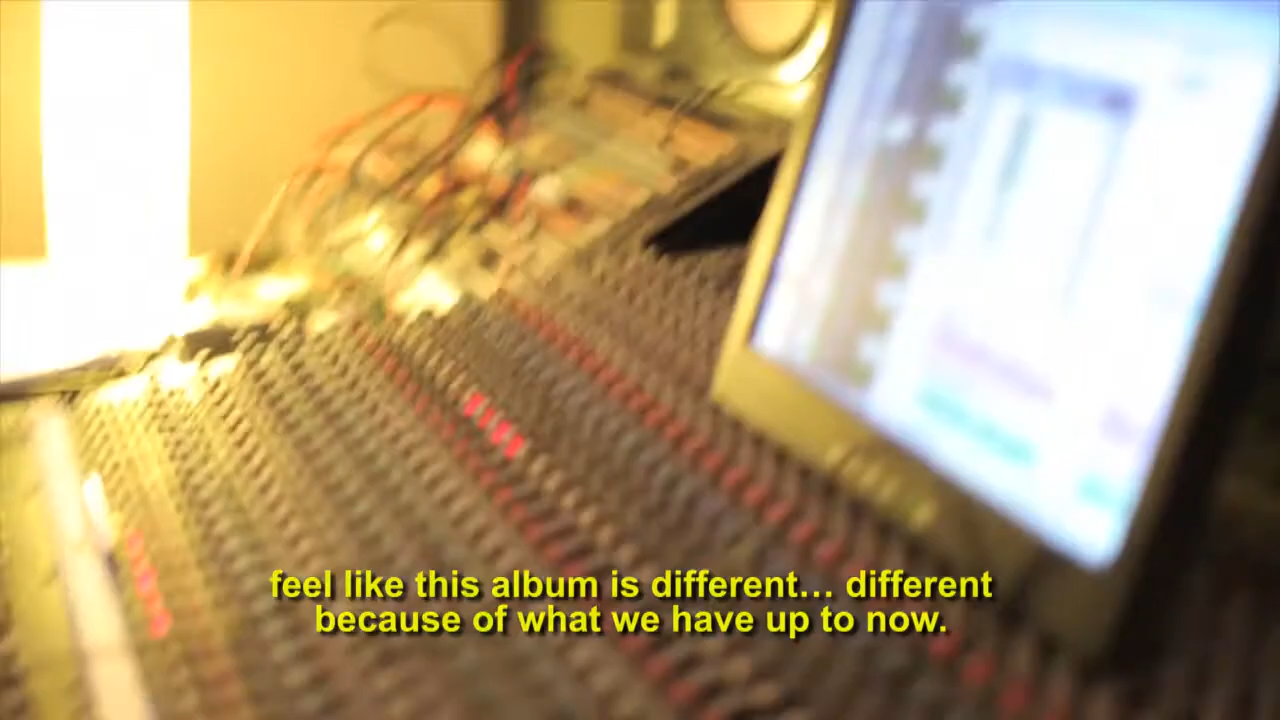 feel like this album is different... different
because of what we have up to now.